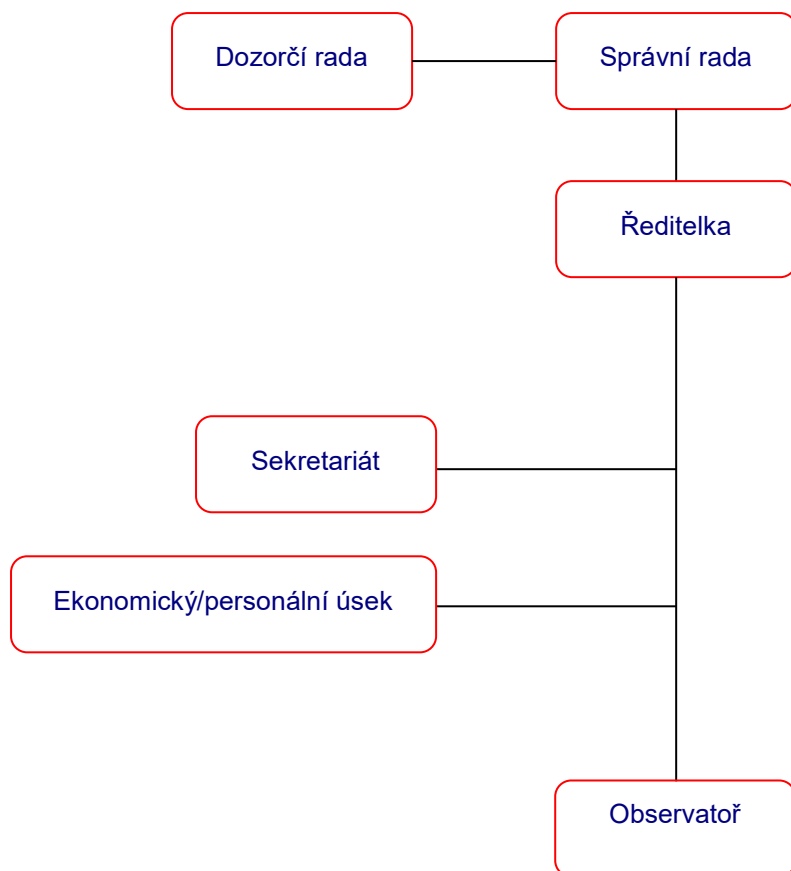 Dozorčí rada
Správní rada
Ředitelka
Sekretariát
Ekonomický/personální úsek
Observatoř